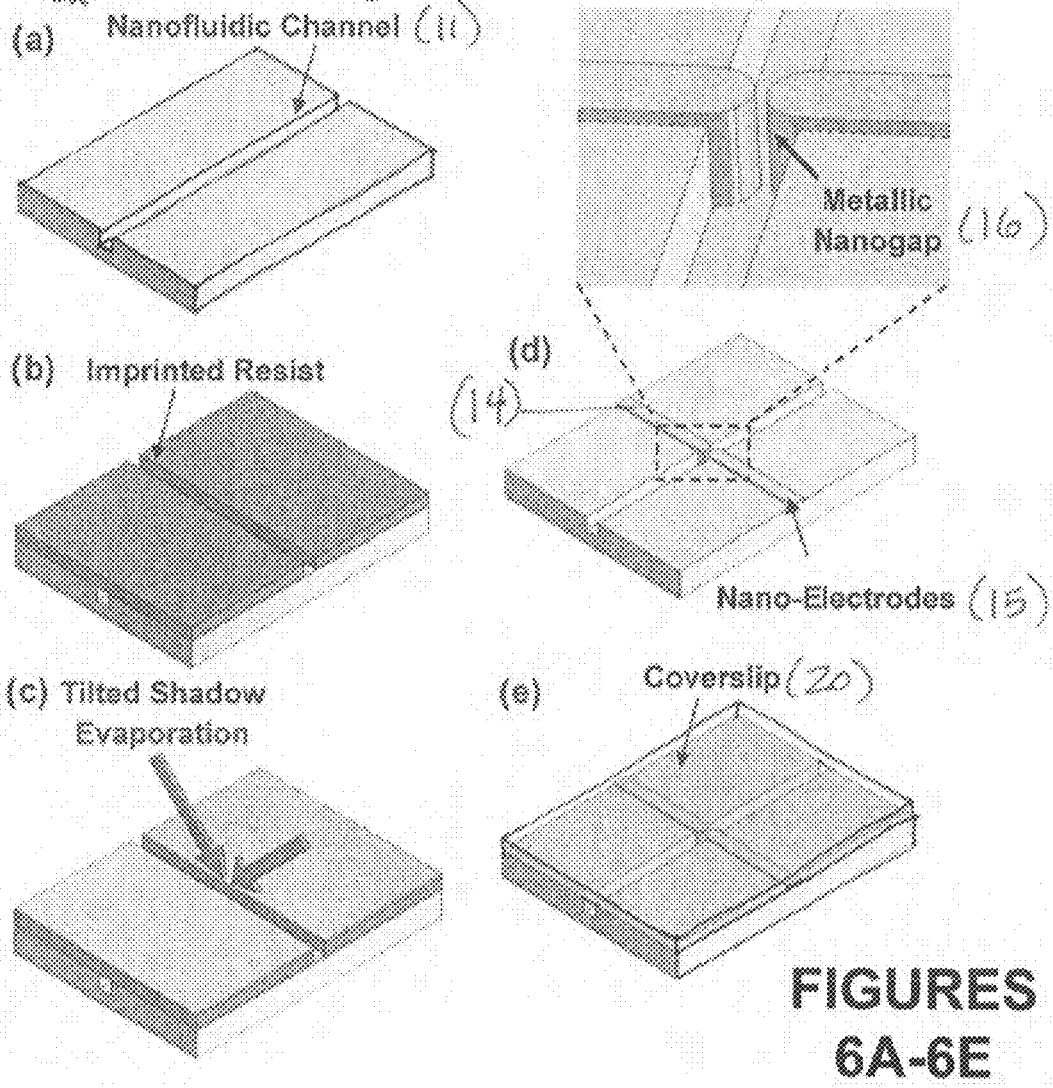 (a)
Nanofluidic Channel (11)
Metallic
Nanogap (16)
(b) Imprinted Resist
(d)
(14)
Nano-Electrodes (15)
(c) Tilted Shadow
Evaporation
(e)
Coverslip (20)
FIGURES
6A-6E